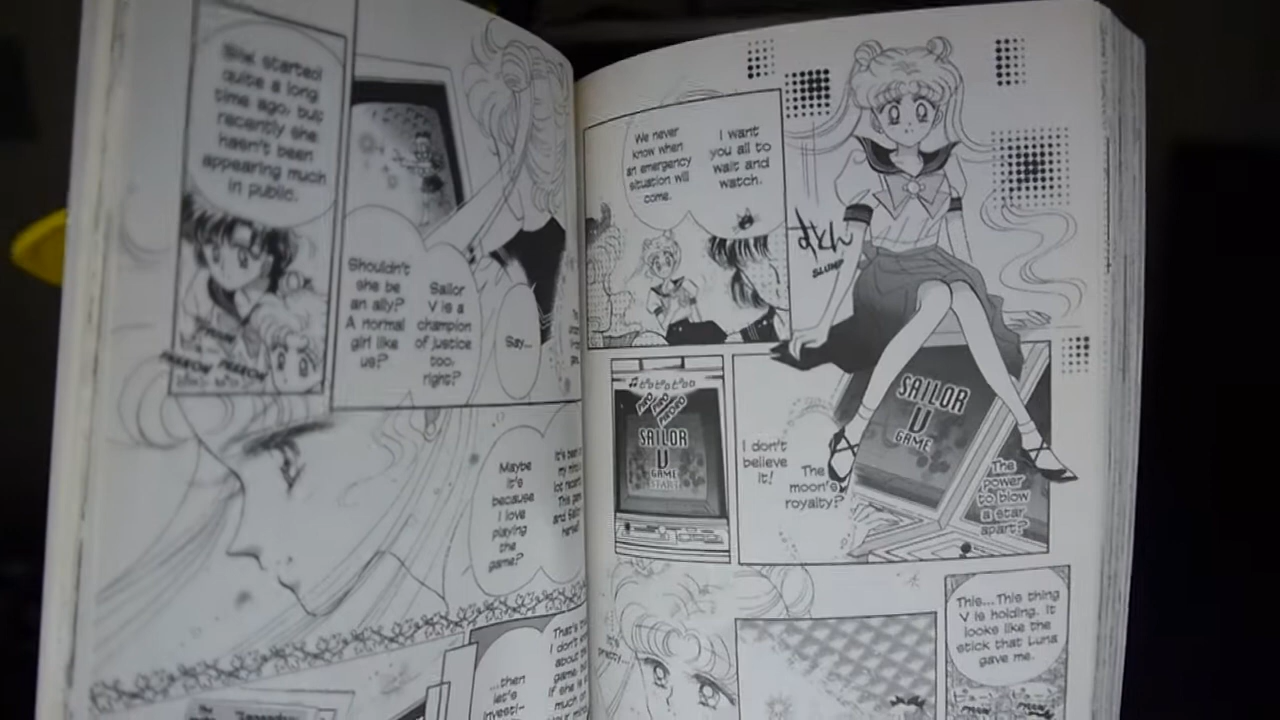 She started
quite a long
time ago, but
recently she
hasn't been
appearing much
in public.
Shouldn't
she be
an ally?
A normal
girl like
us?
Sailor
V is a
champion
of justice
too,
right?
Say...
Maybe
it's
because
I love
playing
the
game?
...then
let's
We never
know when
an emergency
situation will
come.
I want
you all to
wait and
watch.
SLUMP
PIRO
PIRO
PIRORO
SAILOR
V
GAME
START
I don't
believe
it!
The
moon's
royalty?
SAILOR
V
GAME
The
power
to blow
a star
apart?
pretty...
This...This thing
V is holding. It
looks like the
stick that Luna
gave me.